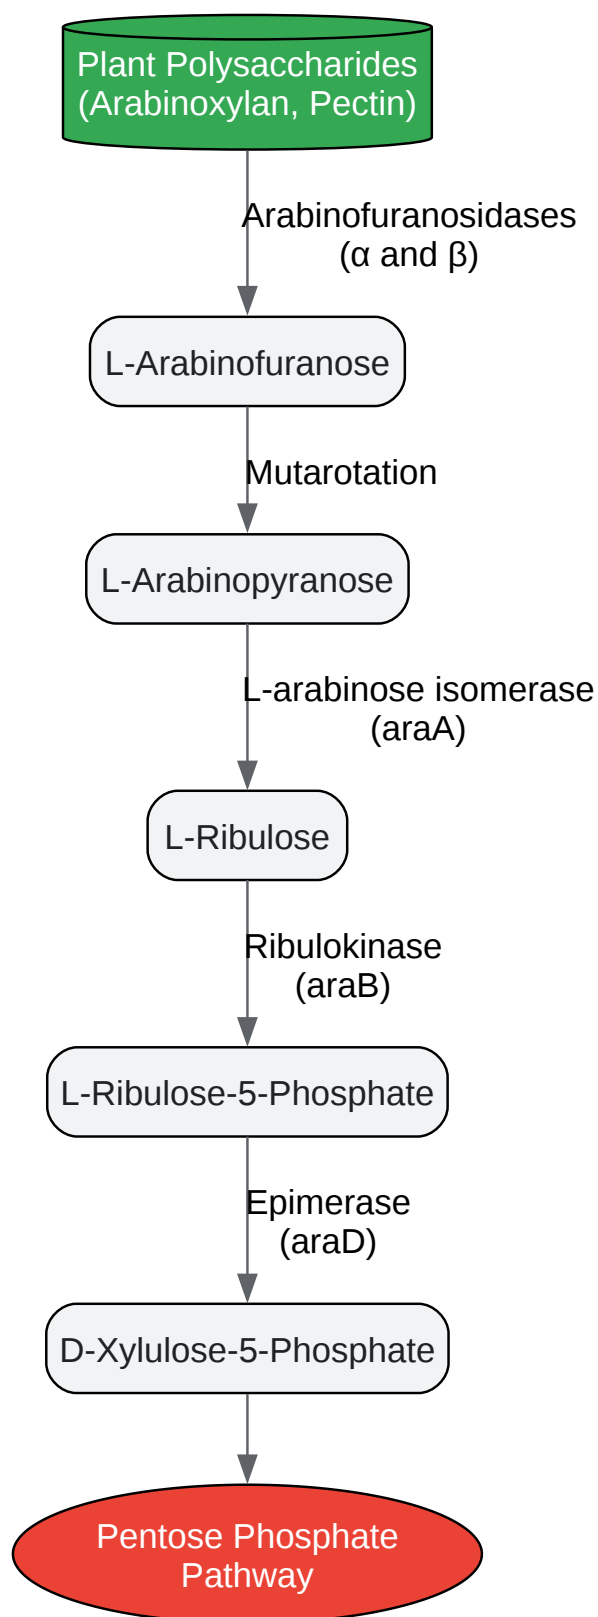 Plant Polysaccharides
(Arabinoxylan, Pectin)
Arabinofuranosidases
(α and β)
L-Arabinofuranose
Mutarotation
L-Arabinopyranose
L-arabinose isomerase
(araA)
L-Ribulose
Ribulokinase
(araB)
L-Ribulose-5-Phosphate
Epimerase
(araD)
D-Xylulose-5-Phosphate
Pentose Phosphate
Pathway